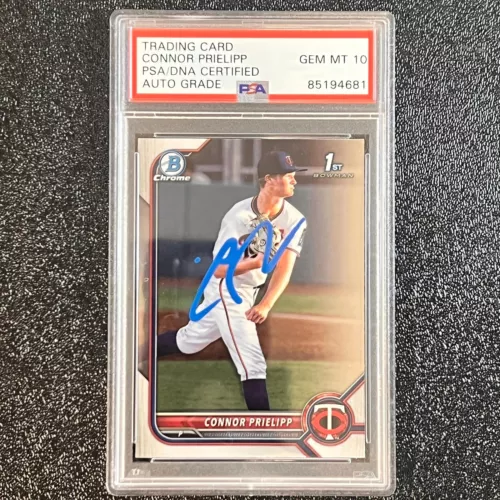 TRADING CARD
CONNOR PRIELIPP
PSA/DNA CERTIFIED
AUTO GRADE
GEM MT 10
85194681
PSA
B
Chrome
1ST
BOWMAN
CONNOR PRIELIPP
TC